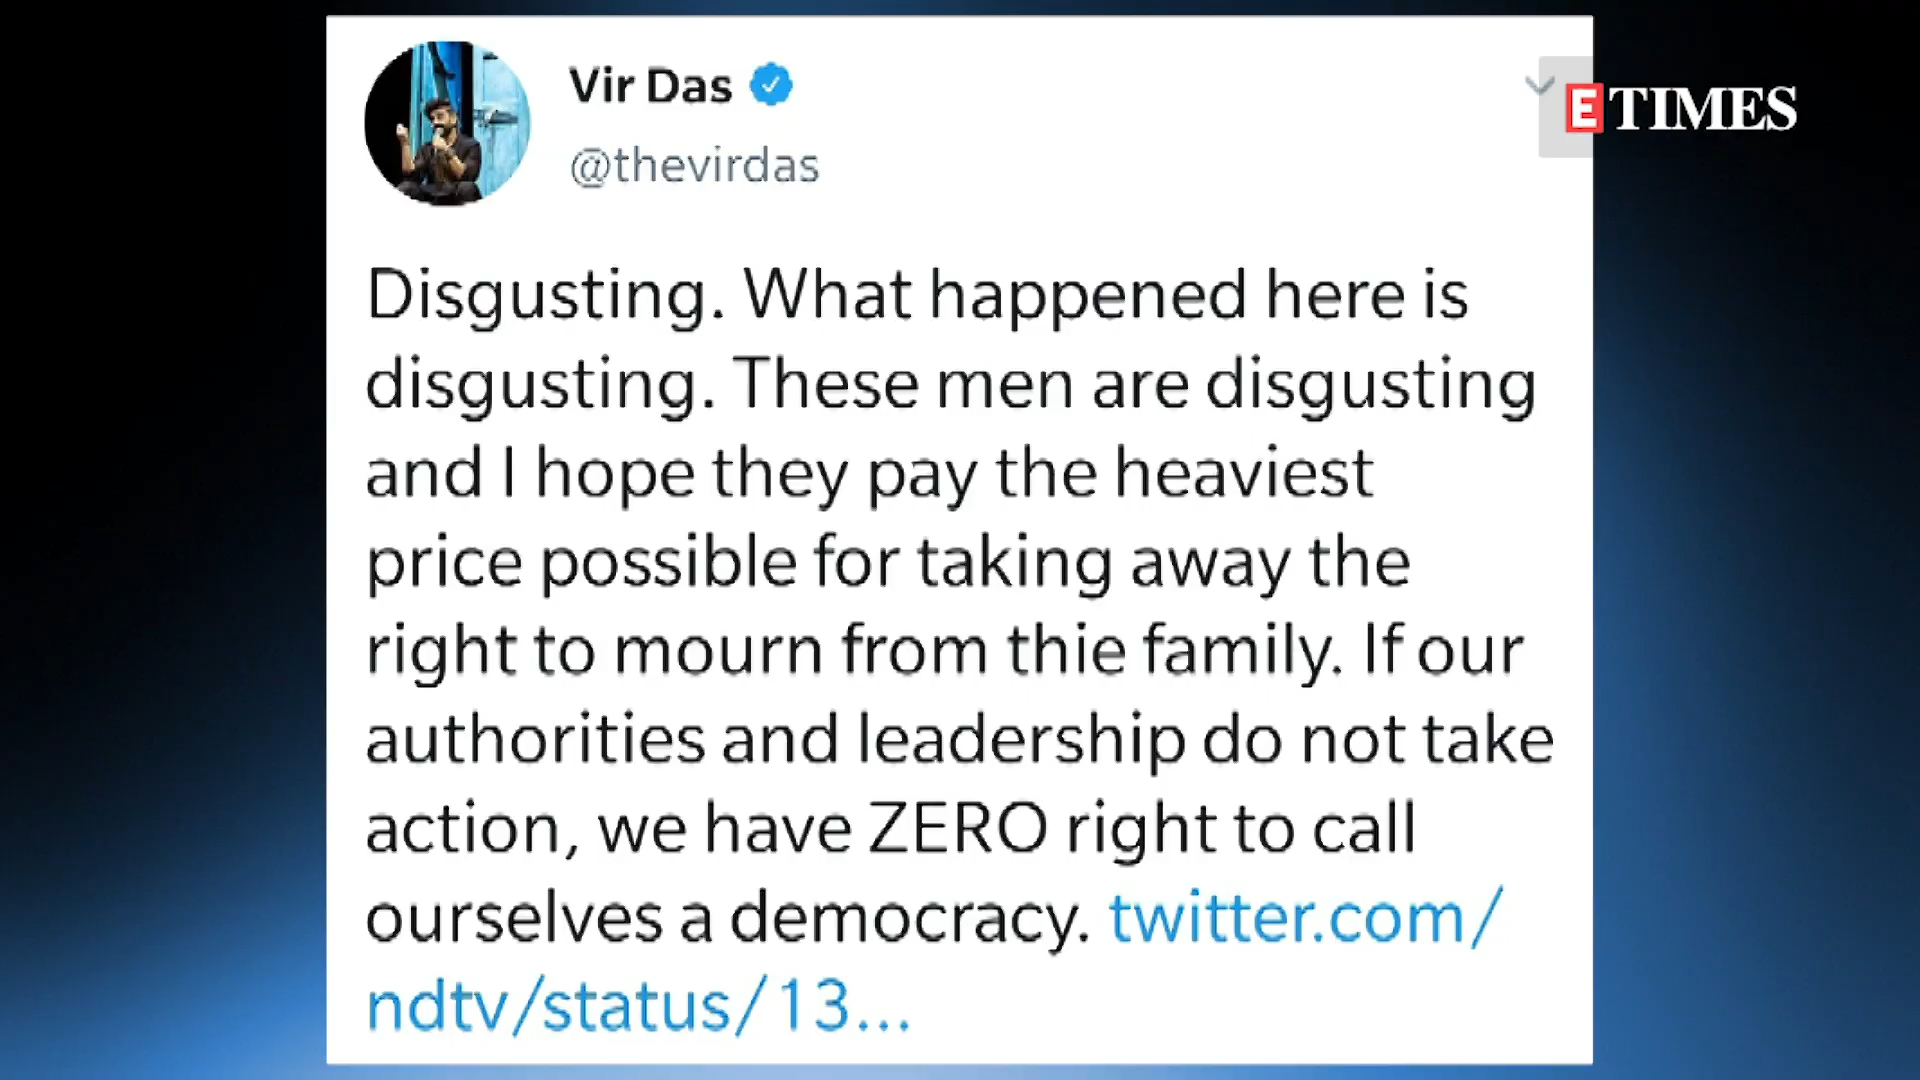 Vir Das
@thevirdas
E TIMES
Disgusting. What happened here is
disgusting. These men are disgusting
and I hope they pay the heaviest
price possible for taking away the
right to mourn from thie family. If our
authorities and leadership do not take
action, we have ZERO right to call
ourselves a democracy. twitter.com/
ndtv/status/13...